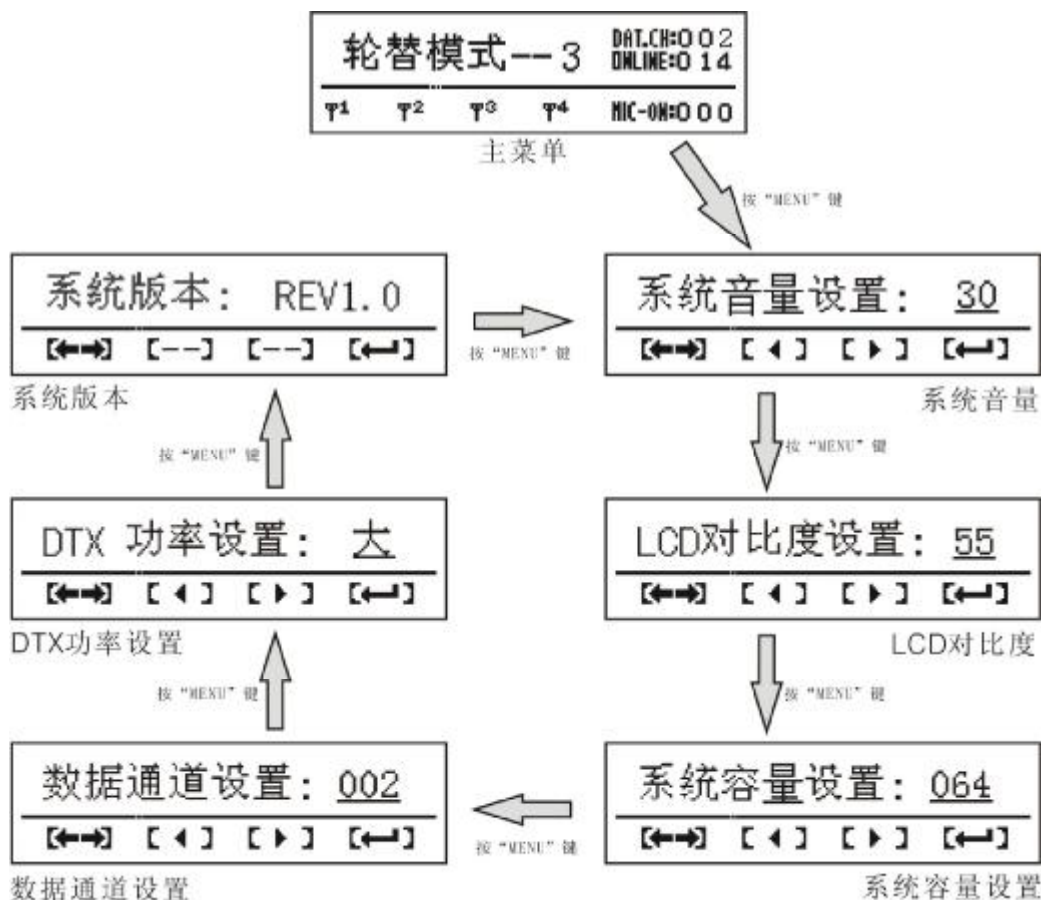 轮替模式--3
DAT.CH:002
ONLINE:014
Ψ1 Ψ2 Ψ3 Ψ4 MIC-ON:000
主菜单
按 "MENU" 键
系统版本: REV1.0
[←→] [--] [--] [↵]
系统版本
按 "MENU" 键
系统音量设置: 30
[←→] [◀] [▶] [↵]
系统音量
按 "MENU" 键
按 "MENU" 键
DTX 功率设置: 大
[←→] [◀] [▶] [↵]
DTX功率设置
LCD对比度设置: 55
[←→] [◀] [▶] [↵]
LCD对比度
按 "MENU" 键
按 "MENU" 键
数据通道设置: 002
[←→] [◀] [▶] [↵]
数据通道设置
按 "MENU" 键
系统容量设置: 064
[←→] [◀] [▶] [↵]
系统容量设置